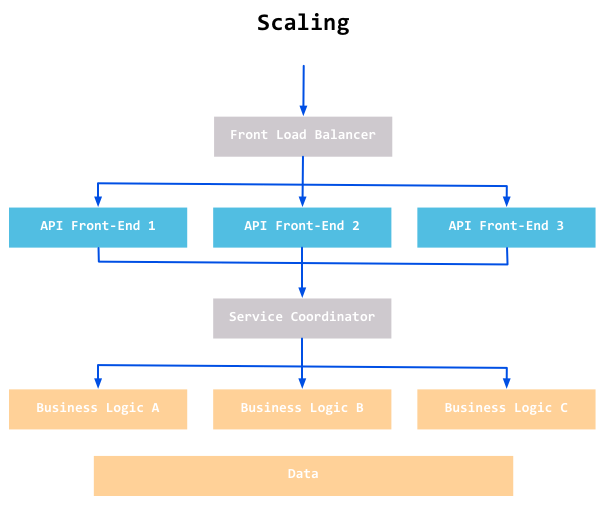 Scaling
Front Load Balancer
API Front-End 1
API Front-End 2
API Front-End 3
Service Coordinator
Business Logic A
Business Logic B
Business Logic C
Data